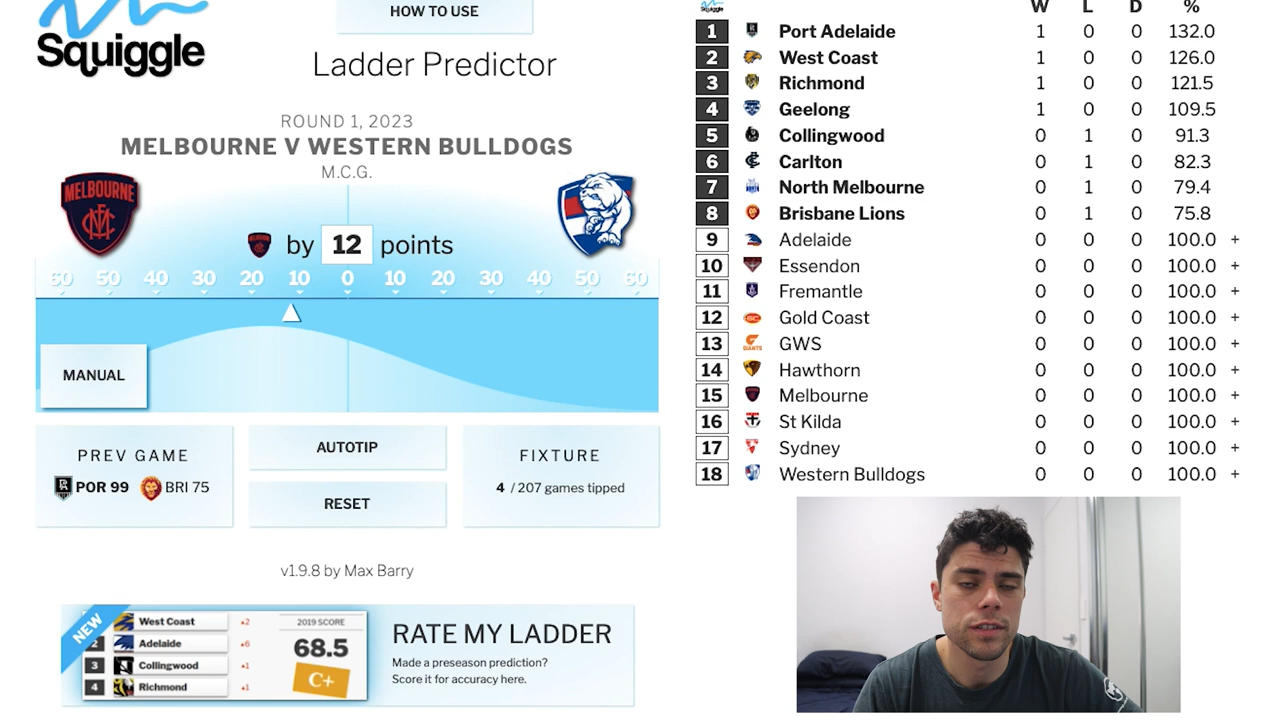 HOW TO USE
Squiggle
Ladder Predictor
ROUND 1, 2023
MELBOURNE V WESTERN BULLDOGS
M.C.G.
MELBOURNE
by 12 points
60 50 40 30 20 10 0 10 20 30 40 50 60
MANUAL
PREV GAME
POR 99 BRI 75
AUTOTIP
RESET
FIXTURE
4 / 207 games tipped
v1.9.8 by Max Barry
NEW
West Coast ▴2
2 Adelaide ▴6
3 Collingwood ▴1
4 Richmond ▴1
2019 SCORE
68.5
C+
RATE MY LADDER
Made a preseason prediction?
Score it for accuracy here.
Squiggle W L D %
1 Port Adelaide 1 0 0 132.0
2 West Coast 1 0 0 126.0
3 Richmond 1 0 0 121.5
4 Geelong 1 0 0 109.5
5 Collingwood 0 1 0 91.3
6 Carlton 0 1 0 82.3
7 North Melbourne 0 1 0 79.4
8 Brisbane Lions 0 1 0 75.8
9 Adelaide 0 0 0 100.0 +
10 Essendon 0 0 0 100.0 +
11 Fremantle 0 0 0 100.0 +
12 Gold Coast 0 0 0 100.0 +
13 GWS 0 0 0 100.0 +
14 Hawthorn 0 0 0 100.0 +
15 Melbourne 0 0 0 100.0 +
16 St Kilda 0 0 0 100.0 +
17 Sydney 0 0 0 100.0 +
18 Western Bulldogs 0 0 0 100.0 +